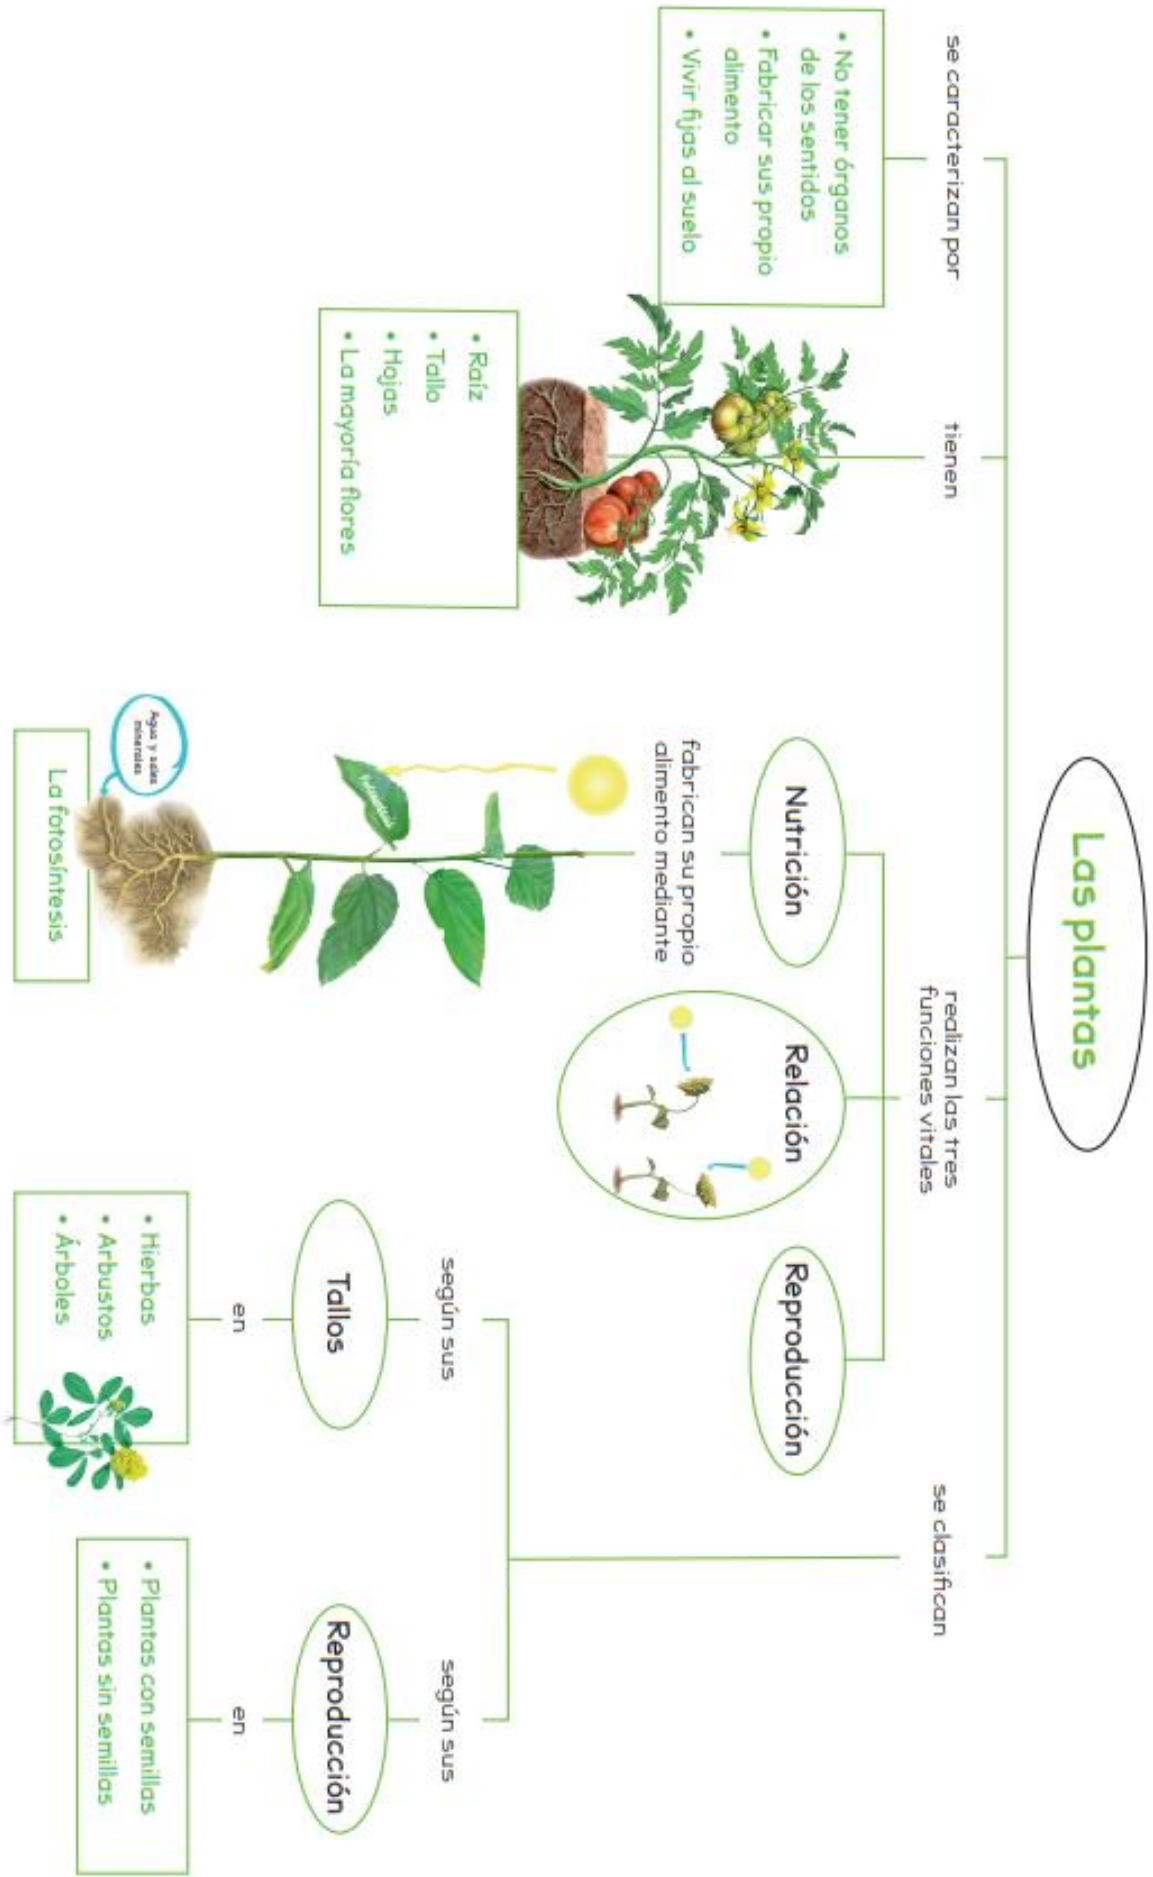 Las plantas
se caracterizan por
• No tener órganos
de los sentidos
• Fabricar sus propio
alimento
• Vivir fijas al suelo
tienen
• Raíz
• Tallo
• Hojas
• La mayoría flores
realizan las tres
funciones vitales
Nutrición
fabrican su propio
alimento mediante
Agua y sales
minerales
La fotosíntesis
Relación
Reproducción
se clasifican
según sus
Tallos
en
• Hierbas
• Arbustos
• Árboles
según sus
Reproducción
en
• Plantas con semillas
• Plantas sin semillas